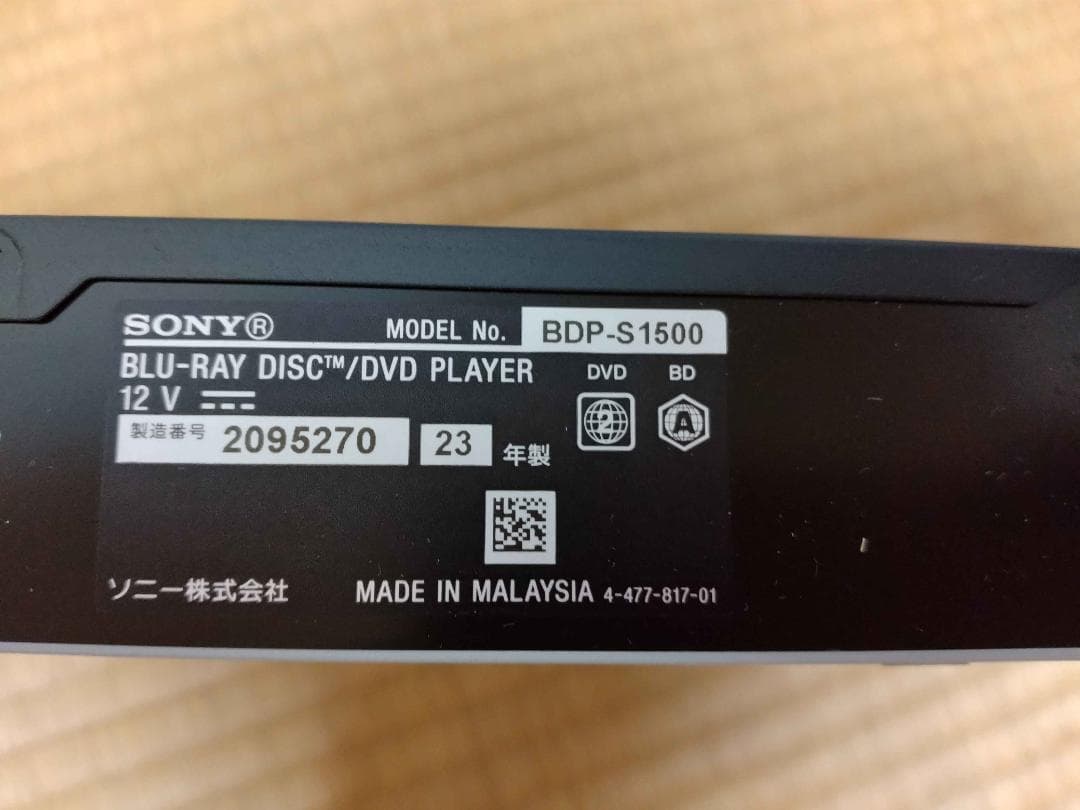 SONY® MODEL No. BDP-S1500
BLU-RAY DISC™/DVD PLAYER DVD BD
12 V 2 A
製造番号 2095270 23 年製
ソニー株式会社 MADE IN MALAYSIA 4-477-817-01